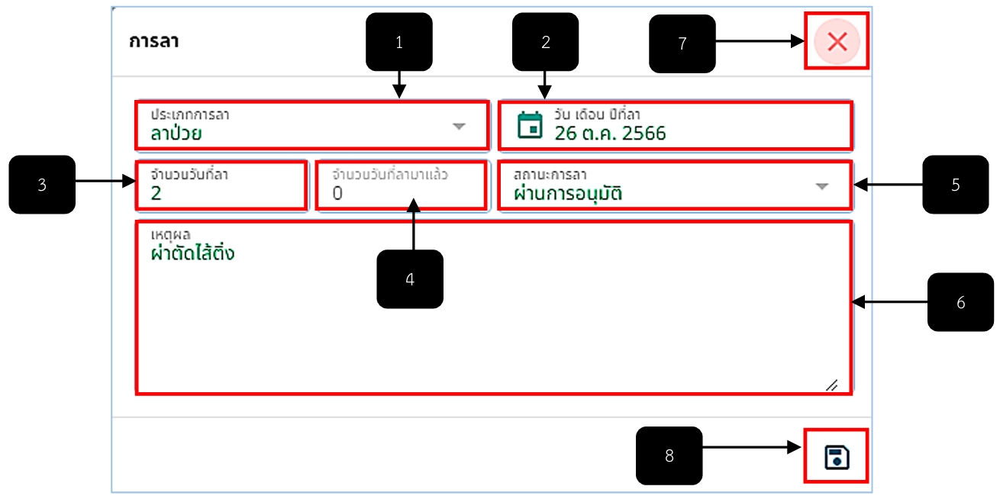 การลา
1
2
7
ประเภทการลา
ลาป่วย
วัน เดือน ปีที่ลา
26 ต.ค. 2566
3
จำนวนวันที่ลา
2
จำนวนวันที่ลามาแล้ว
0
สถานะการลา
ผ่านการอนุมัติ
5
เหตุผล
ผ่าตัดไส้ติ่ง
4
6
8